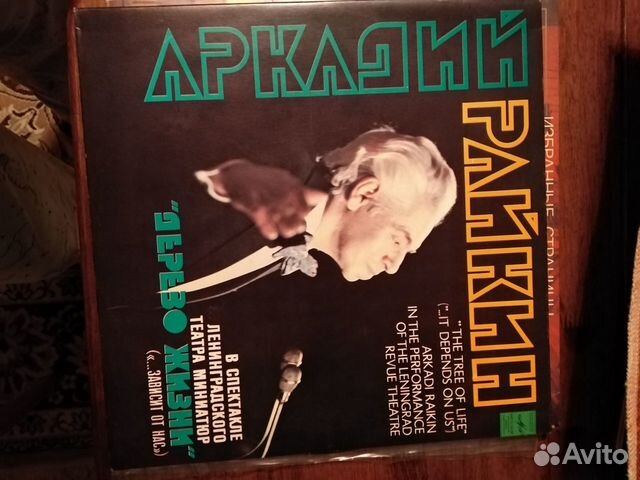 АРКАДИЙ
РАЙКИН
"ДЕРЕВО ЖИЗНИ"
(«...ЗАВИСИТ ОТ НАС»)
В СПЕКТАКЛЕ
ЛЕНИНГРАДСКОГО
ТЕАТРА МИНИАТЮР
"THE TREE OF LIFE"
("...IT DEPENDS ON US")
ARKADI RAIKIN
IN THE PERFORMANCE
OF THE LENINGRAD
REVUE THEATRE
ИЗБРАННЫЕ СТРАНИЦЫ
Avito